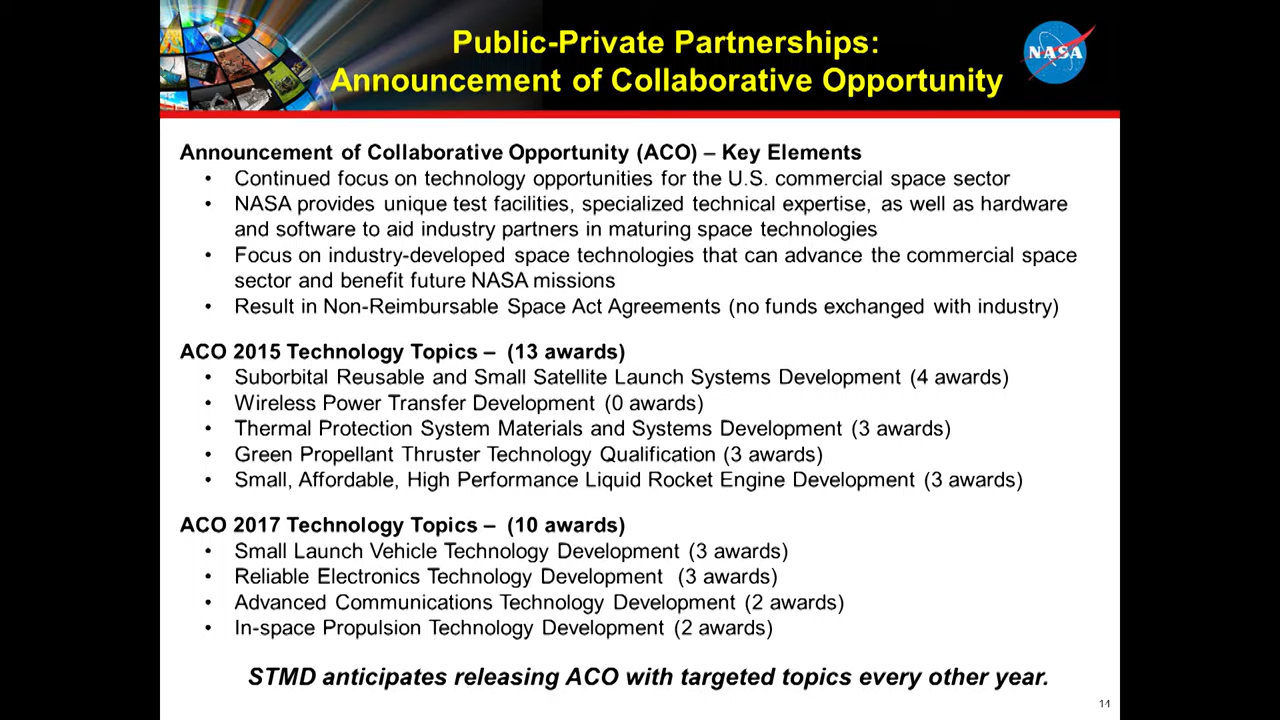 Public-Private Partnerships:
Announcement of Collaborative Opportunity
NASA
Announcement of Collaborative Opportunity (ACO) – Key Elements
• Continued focus on technology opportunities for the U.S. commercial space sector
• NASA provides unique test facilities, specialized technical expertise, as well as hardware
and software to aid industry partners in maturing space technologies
• Focus on industry-developed space technologies that can advance the commercial space
sector and benefit future NASA missions
• Result in Non-Reimbursable Space Act Agreements (no funds exchanged with industry)
ACO 2015 Technology Topics – (13 awards)
• Suborbital Reusable and Small Satellite Launch Systems Development (4 awards)
• Wireless Power Transfer Development (0 awards)
• Thermal Protection System Materials and Systems Development (3 awards)
• Green Propellant Thruster Technology Qualification (3 awards)
• Small, Affordable, High Performance Liquid Rocket Engine Development (3 awards)
ACO 2017 Technology Topics – (10 awards)
• Small Launch Vehicle Technology Development (3 awards)
• Reliable Electronics Technology Development (3 awards)
• Advanced Communications Technology Development (2 awards)
• In-space Propulsion Technology Development (2 awards)
STMD anticipates releasing ACO with targeted topics every other year.
14